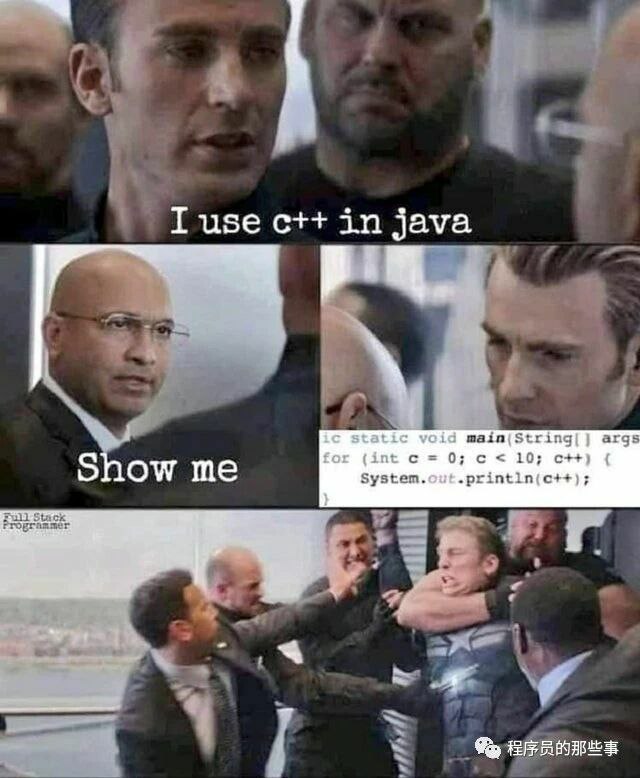 I use c++ in java
Show me
ic static void main(String[] args
for (int c = 0; c < 10; c++) {
System.out.println(c++);
}
Full Stack
Programmer
程序员的那些事